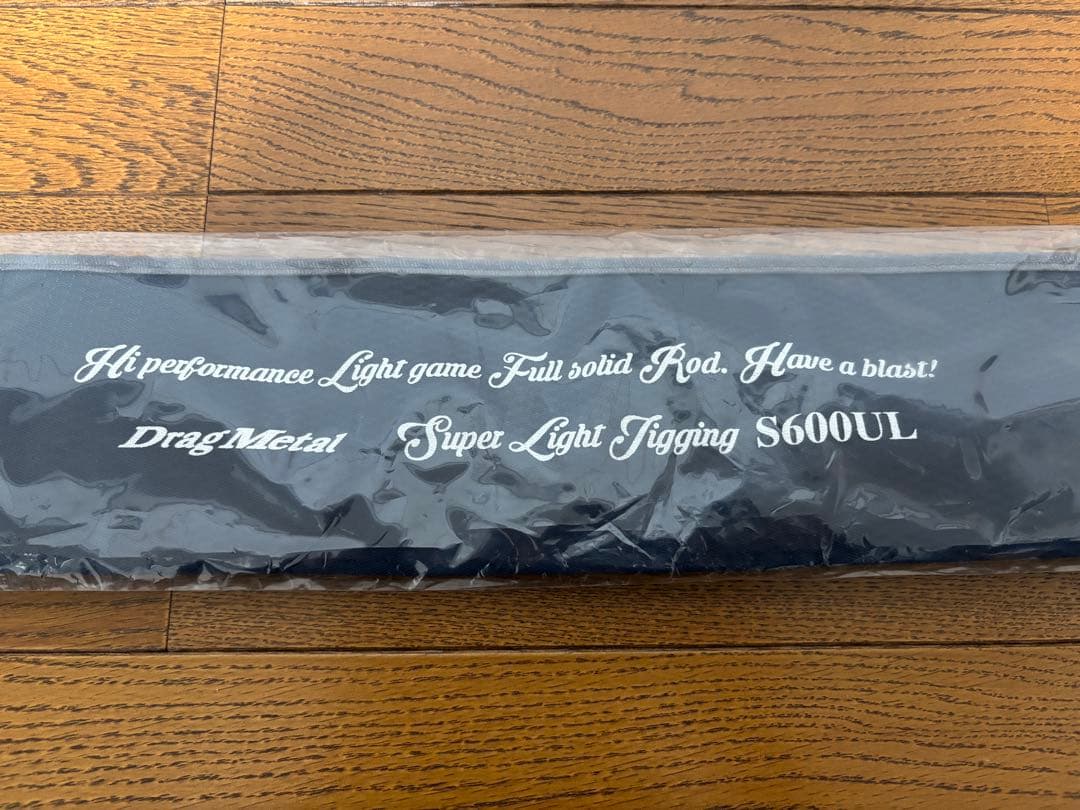 Hi performance Light game Full solid Rod. Have a blast!
DragMetal Super Light Jigging S600UL